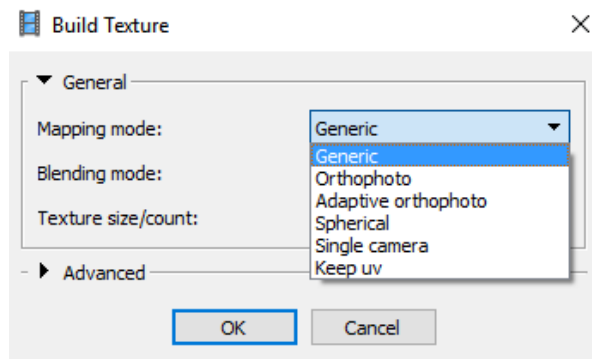 Build Texture
General
Mapping mode:
Generic
Generic
Orthophoto
Adaptive orthophoto
Spherical
Single camera
Keep uv
Blending mode:
Texture size/count:
Advanced
OK
Cancel